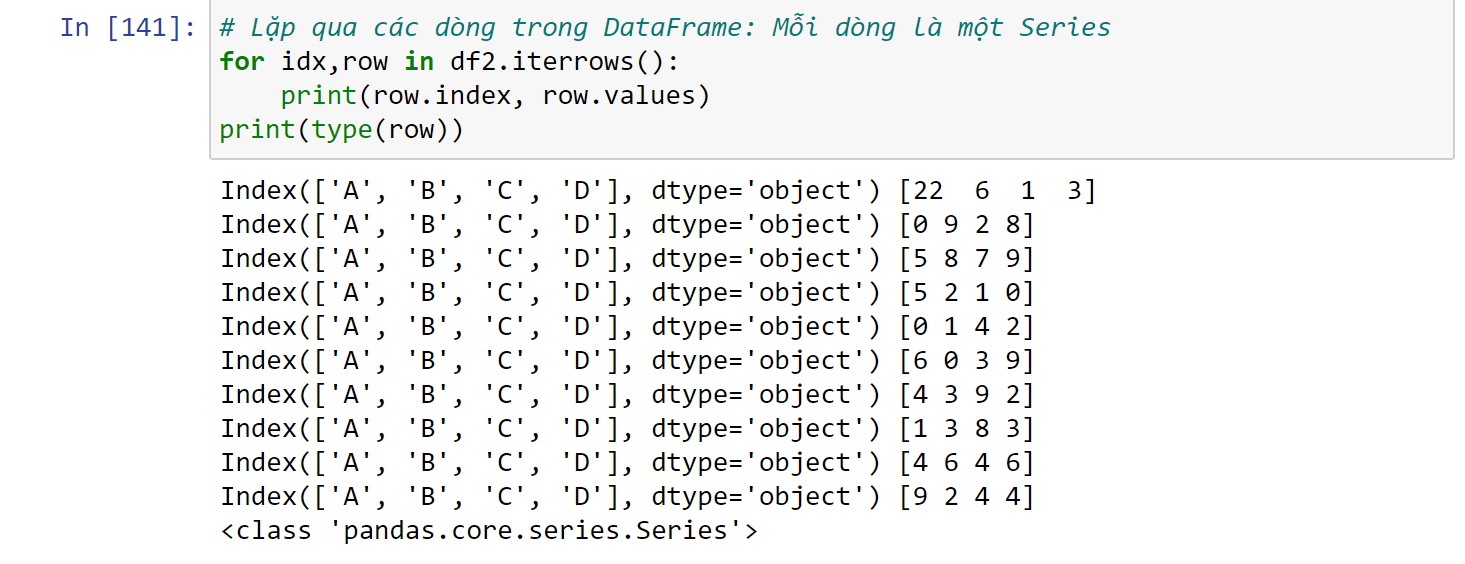 In [141]: # Lặp qua các dòng trong DataFrame: Mỗi dòng là một Series
for idx,row in df2.iterrows():
    print(row.index, row.values)
print(type(row))
Index(['A', 'B', 'C', 'D'], dtype='object') [22  6  1  3]
Index(['A', 'B', 'C', 'D'], dtype='object') [0 9 2 8]
Index(['A', 'B', 'C', 'D'], dtype='object') [5 8 7 9]
Index(['A', 'B', 'C', 'D'], dtype='object') [5 2 1 0]
Index(['A', 'B', 'C', 'D'], dtype='object') [0 1 4 2]
Index(['A', 'B', 'C', 'D'], dtype='object') [6 0 3 9]
Index(['A', 'B', 'C', 'D'], dtype='object') [4 3 9 2]
Index(['A', 'B', 'C', 'D'], dtype='object') [1 3 8 3]
Index(['A', 'B', 'C', 'D'], dtype='object') [4 6 4 6]
Index(['A', 'B', 'C', 'D'], dtype='object') [9 2 4 4]
<class 'pandas.core.series.Series'>